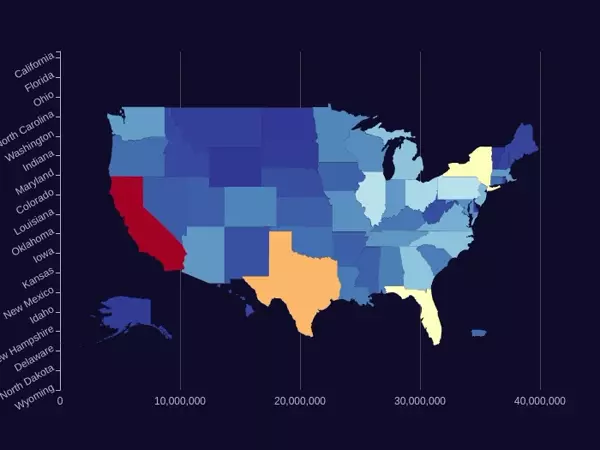 California
Florida
Ohio
North Carolina
Washington
Indiana
Maryland
Colorado
Louisiana
Oklahoma
Iowa
Kansas
New Mexico
Idaho
ew Hampshire
Delaware
North Dakota
Wyoming
0 10,000,000 20,000,000 30,000,000 40,000,000